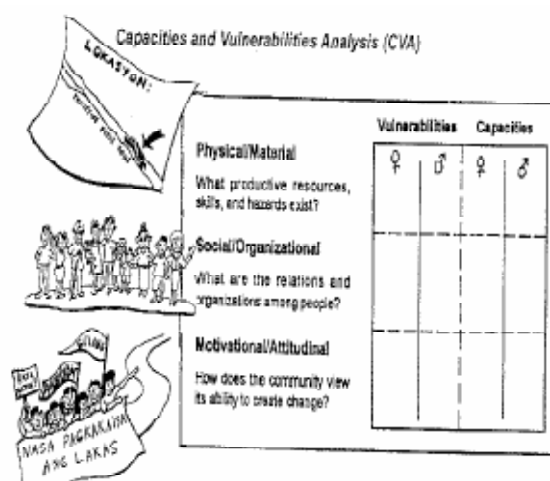 Capacities and Vulnerabilities Analysis (CVA)
LOKASYON:
Vulnerabilities Capacities
♀ ♂ ♀ ♂
Physical/Material
What productive resources,
skills, and hazards exist?
Social/Organizational
What are the relations and
organizations among people?
Motivational/Attitudinal
How does the community view
its ability to create change?
NASA PAGKAKAISA
ANG LAKAS